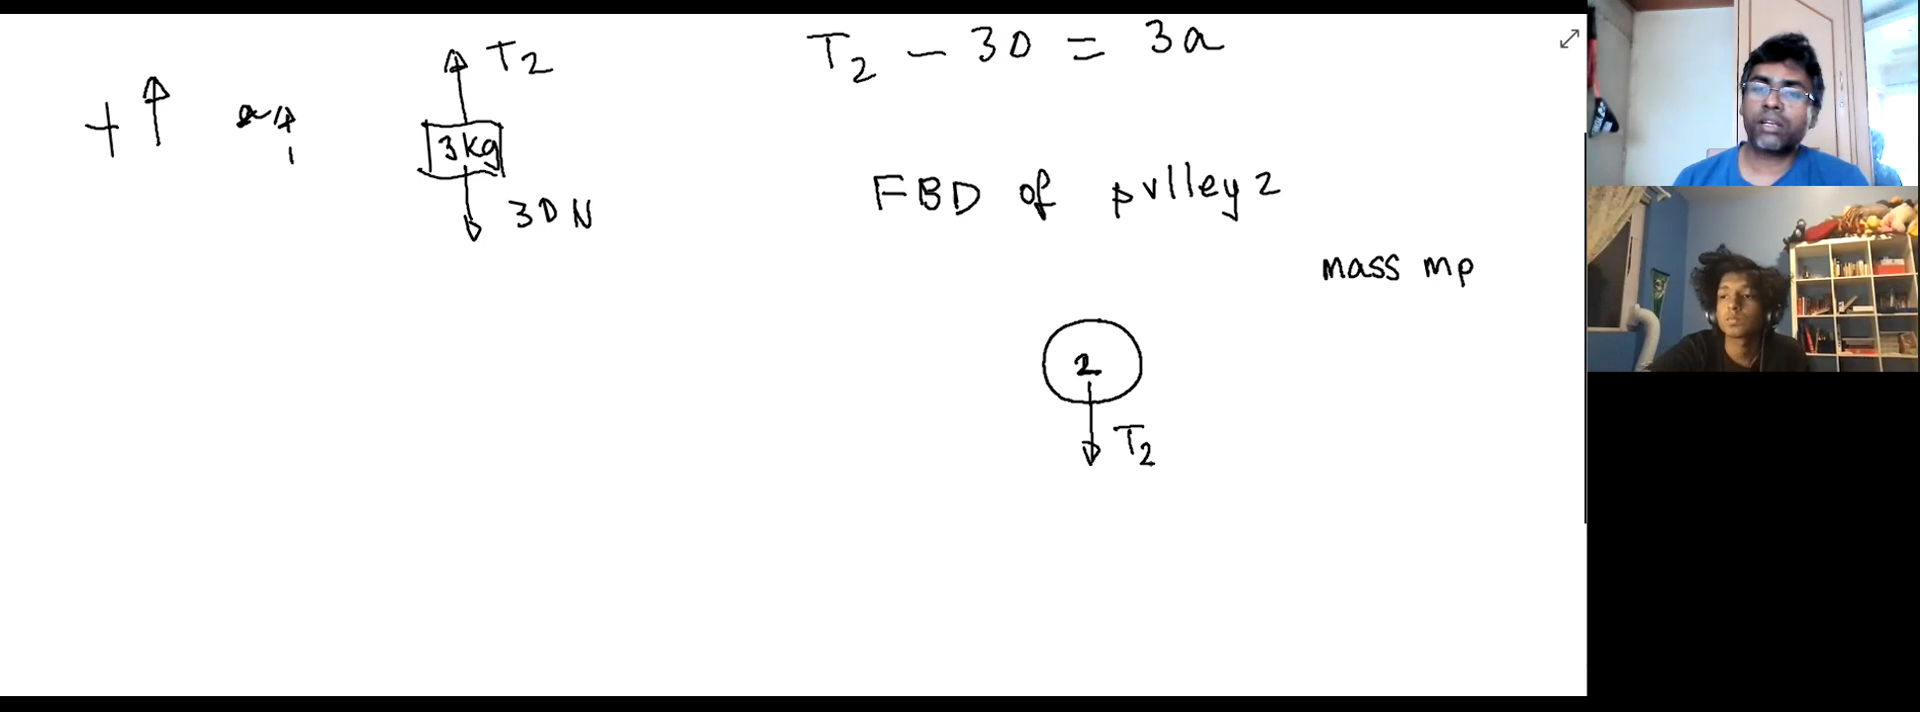 T2 - 30 = 3a
+
T2
3kg
30 N
FBD of pulley 2
mass mp
2
T2